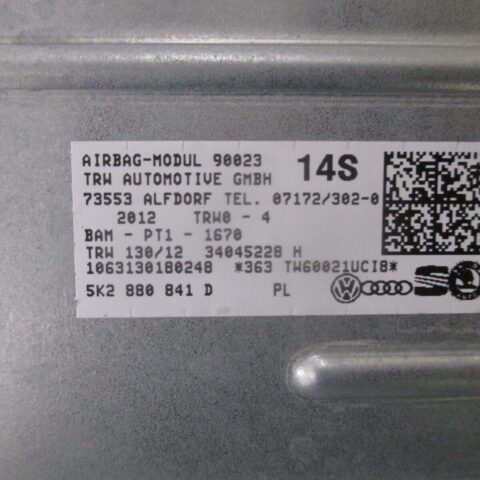 AIRBAG-MODUL 90023 14S
TRW AUTOMOTIVE GMBH
73553 ALFDORF TEL. 07172/302-0
2012 TRW0 - 4
BAM - PT1 - 1670
TRW 130/12 34045228 H
1063130180248 *363 TW60021UCI8*
5K2 880 841 D PL